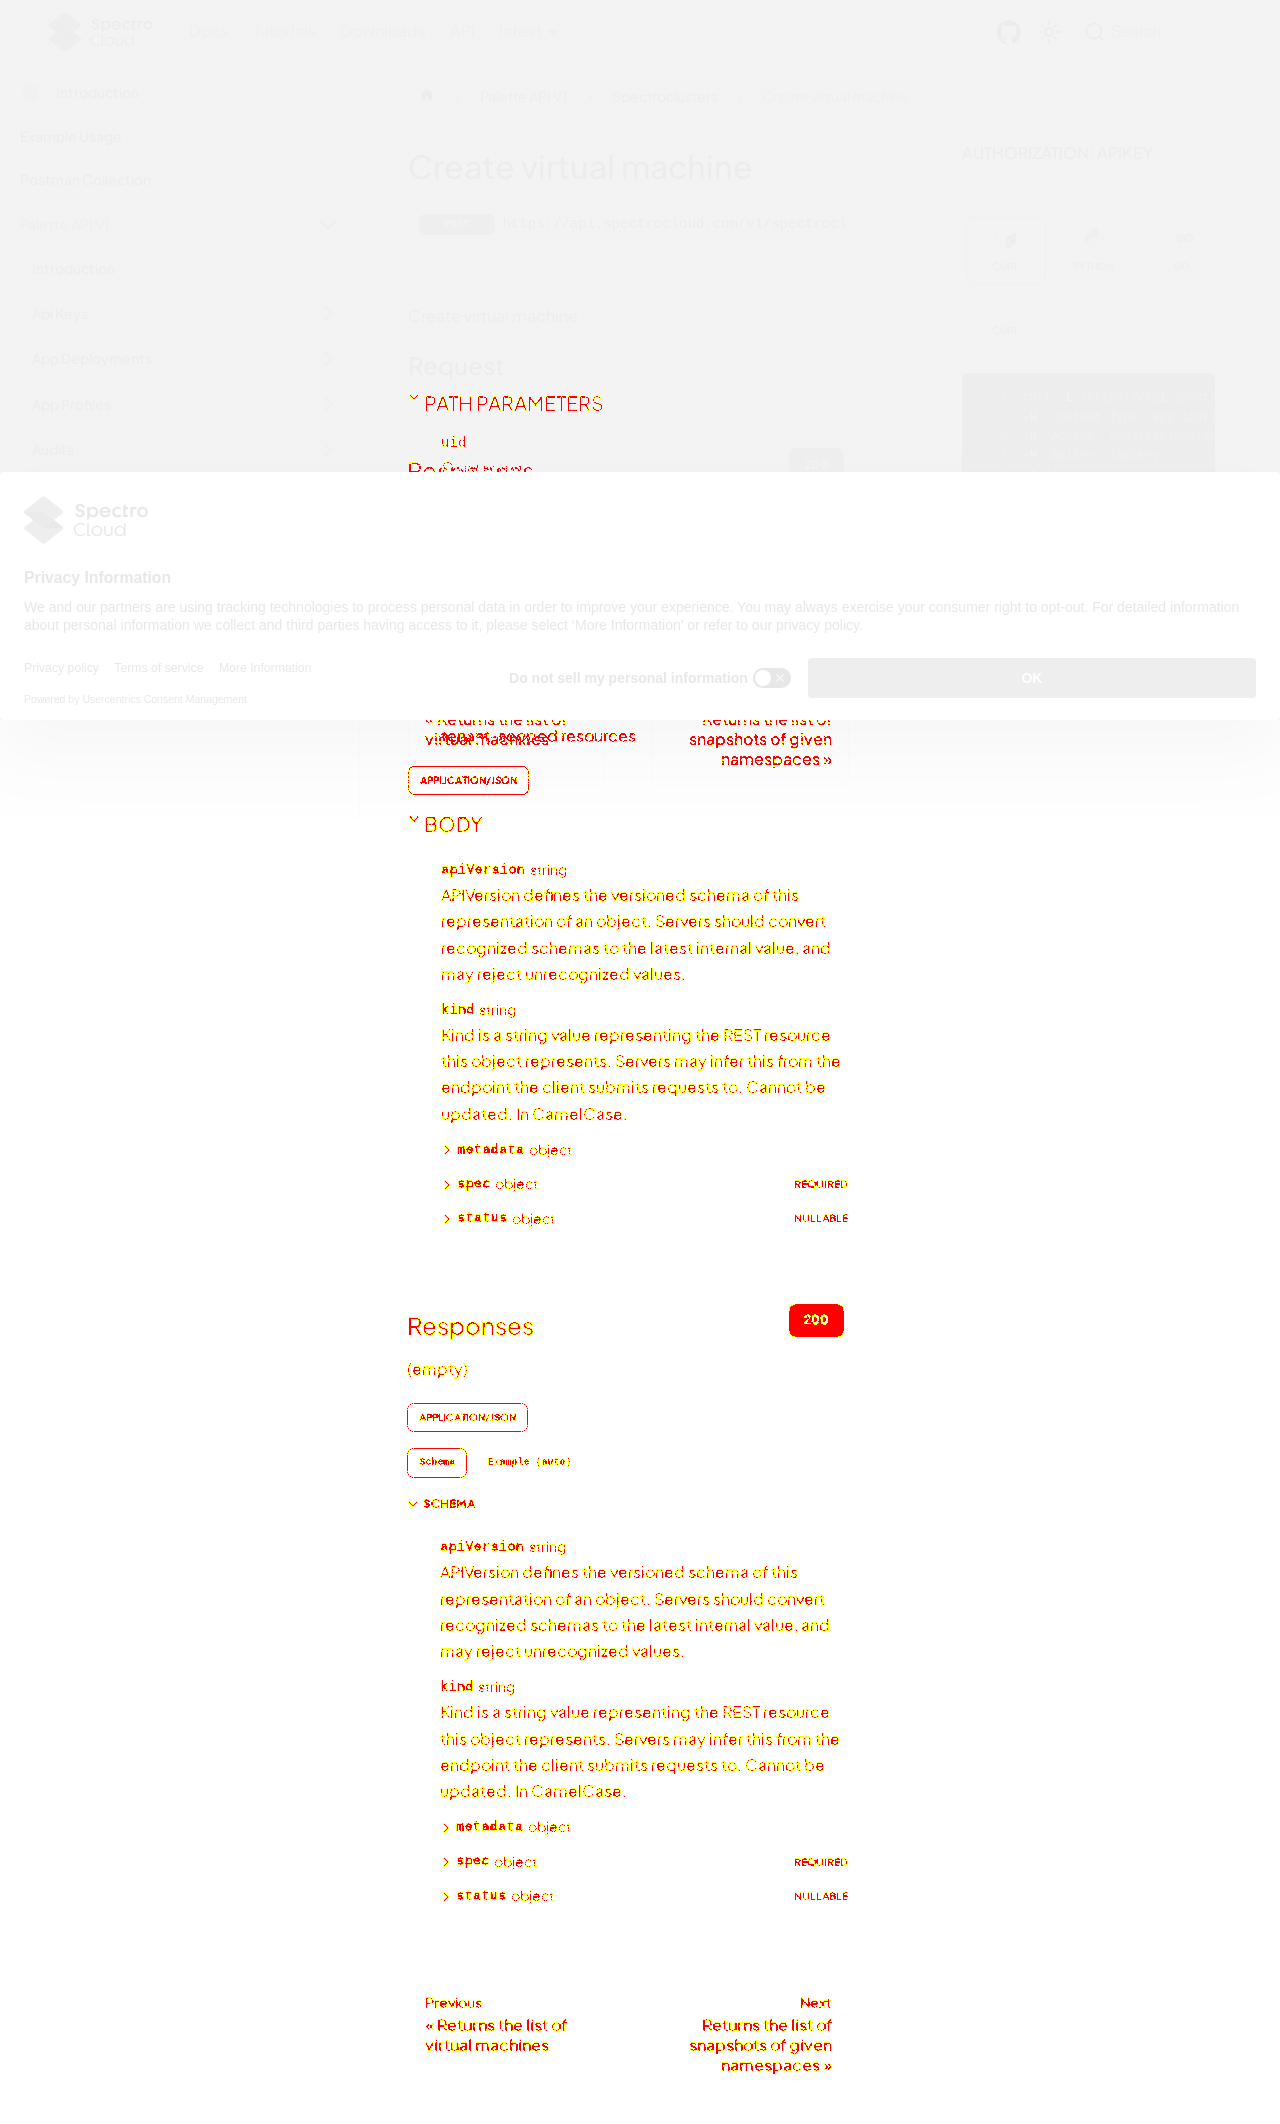 Spectro
Cloud
Docs
Tutorials
Downloads
API
latest
Search
Introduction
Example Usage
Postman Collection
Palette API V1
Introduction
Api Keys
App Deployments
App Profiles
Audits
Palette API V1
Spectroclusters
Create virtual machine
Create virtual machine
POST
https://api.spectrocloud.com/v1/spectrocl
Create virtual machine
Request
PATH PARAMETERS
uid
Responses
AUTHORIZATION: APIKEY
CURL
PYTHON
GO
CURL
Spectro
Cloud
Privacy Information
We and our partners are using tracking technologies to process personal data in order to improve your experience. You may always exercise your consumer right to opt-out. For detailed information
about personal information we collect and third parties having access to it, please select 'More Information' or refer to our privacy policy.
Privacy policy
Terms of service
More Information
Powered by Usercentrics Consent Management
Do not sell my personal information
OK
« Returns the list of
virtual machines
tenant-scoped resources
Returns the list of
snapshots of given
namespaces »
APPLICATION/JSON
BODY
apiVersion string
APIVersion defines the versioned schema of this
representation of an object. Servers should convert
recognized schemas to the latest internal value, and
may reject unrecognized values.
kind string
Kind is a string value representing the REST resource
this object represents. Servers may infer this from the
endpoint the client submits requests to. Cannot be
updated. In CamelCase.
metadata object
spec object
REQUIRED
status object
NULLABLE
Responses
200
(empty)
APPLICATION/JSON
Schema
Example (auto)
SCHEMA
apiVersion string
APIVersion defines the versioned schema of this
representation of an object. Servers should convert
recognized schemas to the latest internal value, and
may reject unrecognized values.
kind string
Kind is a string value representing the REST resource
this object represents. Servers may infer this from the
endpoint the client submits requests to. Cannot be
updated. In CamelCase.
metadata object
spec object
REQUIRED
status object
NULLABLE
Previous
« Returns the list of
virtual machines
Next
Returns the list of
snapshots of given
namespaces »